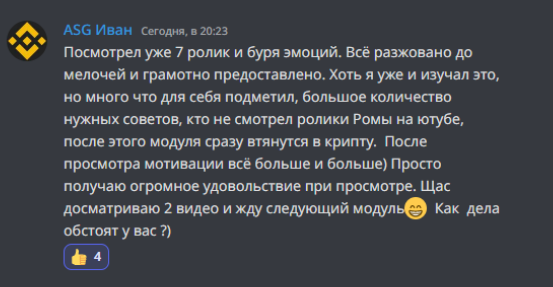 ASG Иван Сегодня, в 20:23
Посмотрел уже 7 ролик и буря эмоций. Всё разжовано до
мелочей и грамотно предоставлено. Хоть я уже и изучал это,
но много что для себя подметил, большое количество
нужных советов, кто не смотрел ролики Ромы на ютубе,
после этого модуля сразу втянутся в крипту.  После
просмотра мотивации всё больше и больше) Просто
получаю огромное удовольствие при просмотре. Щас
досматриваю 2 видео и жду следующий модуль😁  Как  дела
обстоят у вас ?)
👍 4